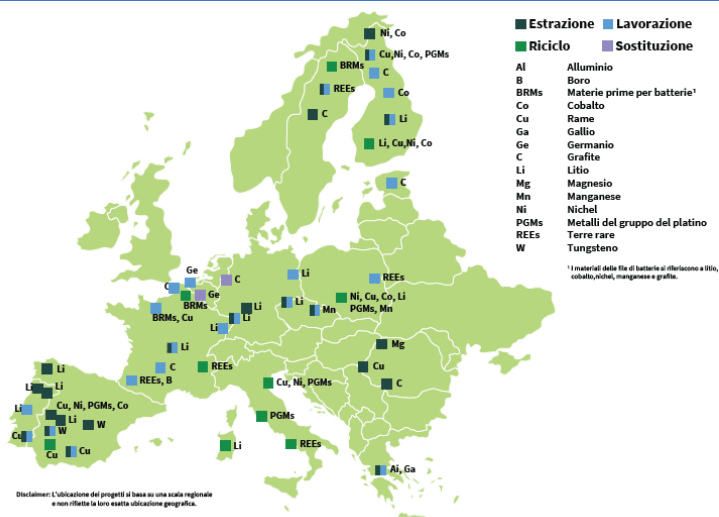 Estrazione Lavorazione
Riciclo Sostituzione
Al Alluminio
B Boro
BRMs Materie prime per batterie¹
Co Cobalto
Cu Rame
Ga Gallio
Ge Germanio
C Grafite
Li Litio
Mg Magnesio
Mn Manganese
Ni Nichel
PGMs Metalli del gruppo del platino
REEs Terre rare
W Tungsteno
¹ I materiali delle file di batterie si riferiscono a litio,
cobalto,nichel, manganese e grafite.
Ni, Co
Cu,Ni, Co, PGMs
BRMs
C
REEs
Co
C
Li
Li, Cu,Ni, Co
C
Ge
C
C
Li
REEs
Ge
BRMs
BRMs, Cu
Li
Li
Li
Li
Mn
Ni, Cu, Co, Li
PGMs, Mn
Li
Mg
C
REEs
REEs, B
Cu
C
Cu, Ni, PGMs
Li
Li
Li
Li
Cu, Ni, PGMs, Co
Li
W
W
Cu
Cu
Cu
PGMs
Li
REEs
Ai, Ga
Disclaimer: L'ubicazione dei progetti si basa su una scala regionale
e non riflette la loro esatta ubicazione geografica.